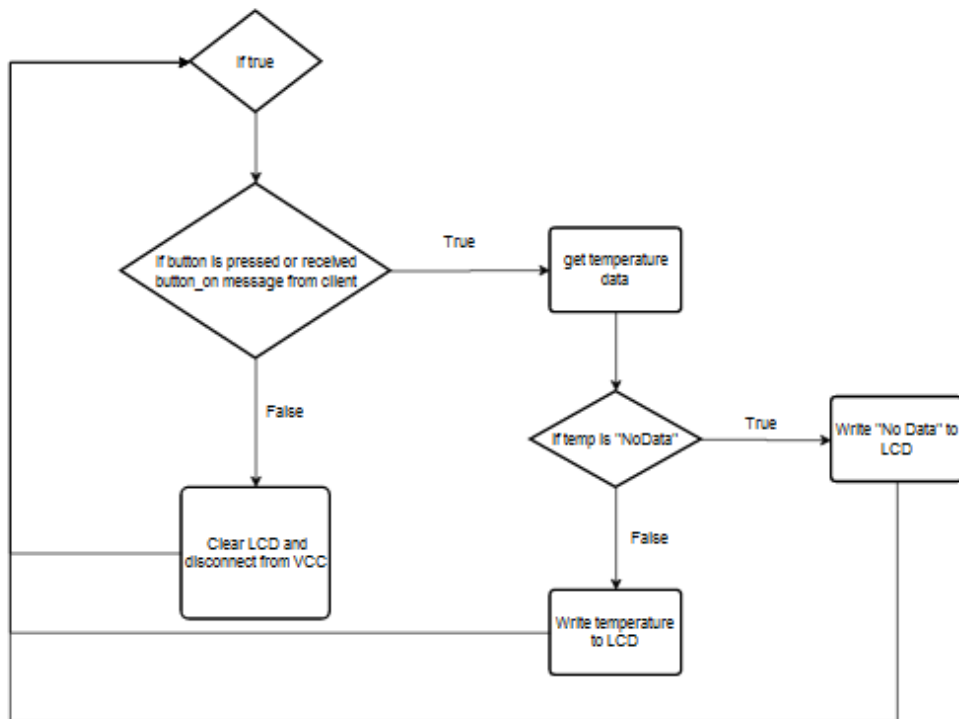 If true
If button is pressed or received
button_on message from client
True
get temperature
data
False
If temp is "NoData"
True
Write "No Data" to
LCD
Clear LCD and
disconnect from VCC
False
Write temperature
to LCD